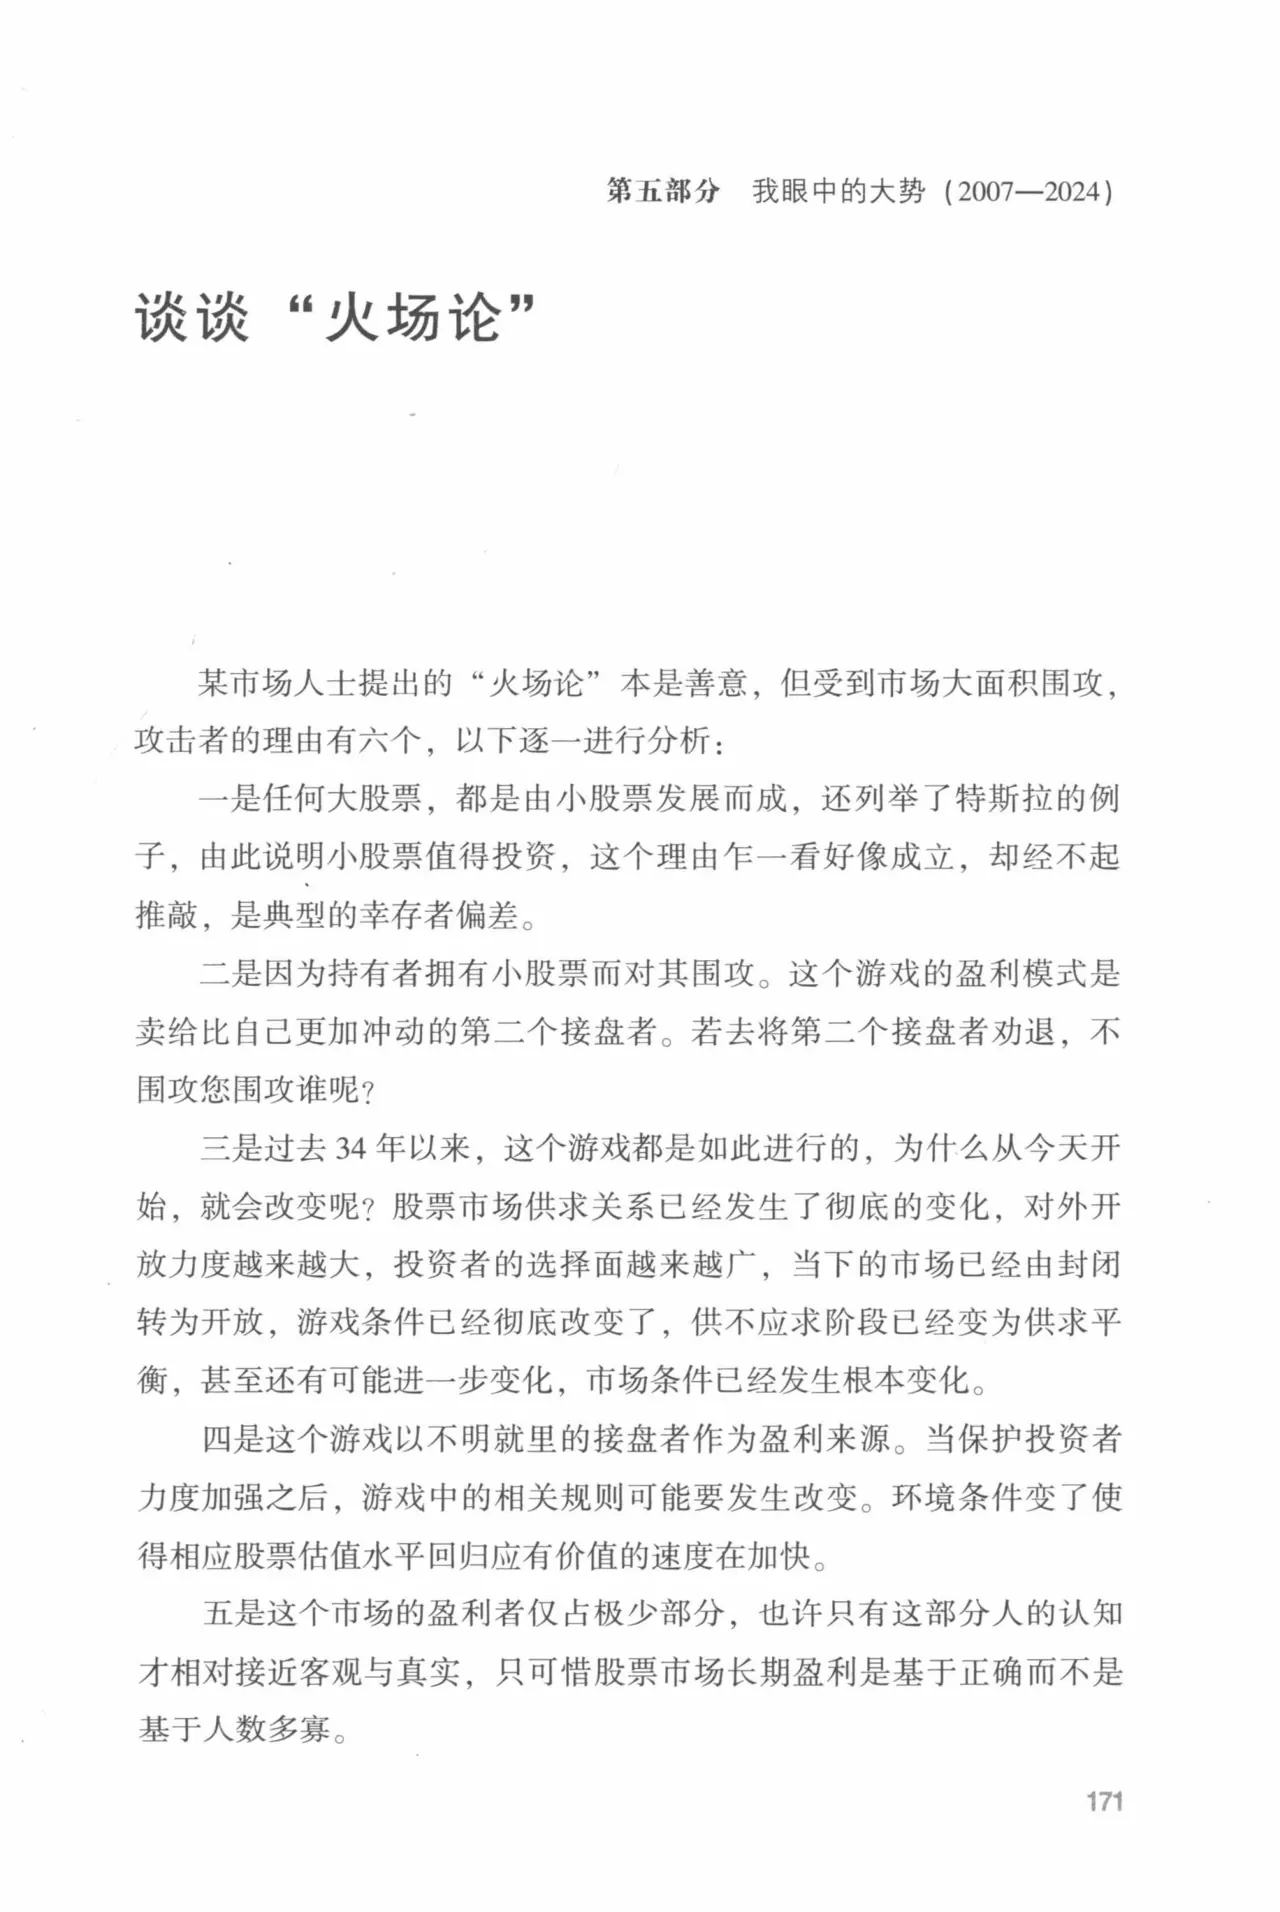 第五部分 我眼中的大势（2007—2024）
谈谈“火场论”
某市场人士提出的“火场论”本是善意，但受到市场大面积围攻，
攻击者的理由有六个，以下逐一进行分析：
一是任何大股票，都是由小股票发展而成，还列举了特斯拉的例
子，由此说明小股票值得投资，这个理由乍一看好像成立，却经不起
推敲，是典型的幸存者偏差。
二是因为持有者拥有小股票而对其围攻。这个游戏的盈利模式是
卖给比自己更加冲动的第二个接盘者。若去将第二个接盘者劝退，不
围攻您围攻谁呢？
三是过去 34 年以来，这个游戏都是如此进行的，为什么从今天开
始，就会改变呢？股票市场供求关系已经发生了彻底的变化，对外开
放力度越来越大，投资者的选择面越来越广，当下的市场已经由封闭
转为开放，游戏条件已经彻底改变了，供不应求阶段已经变为供求平
衡，甚至还有可能进一步变化，市场条件已经发生根本变化。
四是这个游戏以不明就里的接盘者作为盈利来源。当保护投资者
力度加强之后，游戏中的相关规则可能要发生改变。环境条件变了使
得相应股票估值水平回归应有价值的速度在加快。
五是这个市场的盈利者仅占极少部分，也许只有这部分人的认知
才相对接近客观与真实，只可惜股票市场长期盈利是基于正确而不是
基于人数多寡。
171